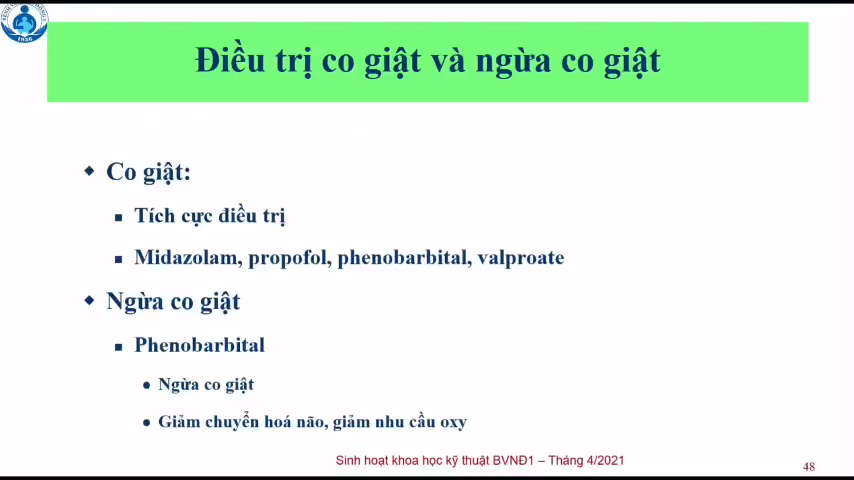 Điều trị co giật và ngừa co giật
Co giật:
Tích cực điều trị
Midazolam, propofol, phenobarbital, valproate
Ngừa co giật
Phenobarbital
Ngừa co giật
Giảm chuyển hoá não, giảm nhu cầu oxy
Sinh hoạt khoa học kỹ thuật BVNĐ1 – Tháng 4/2021
48